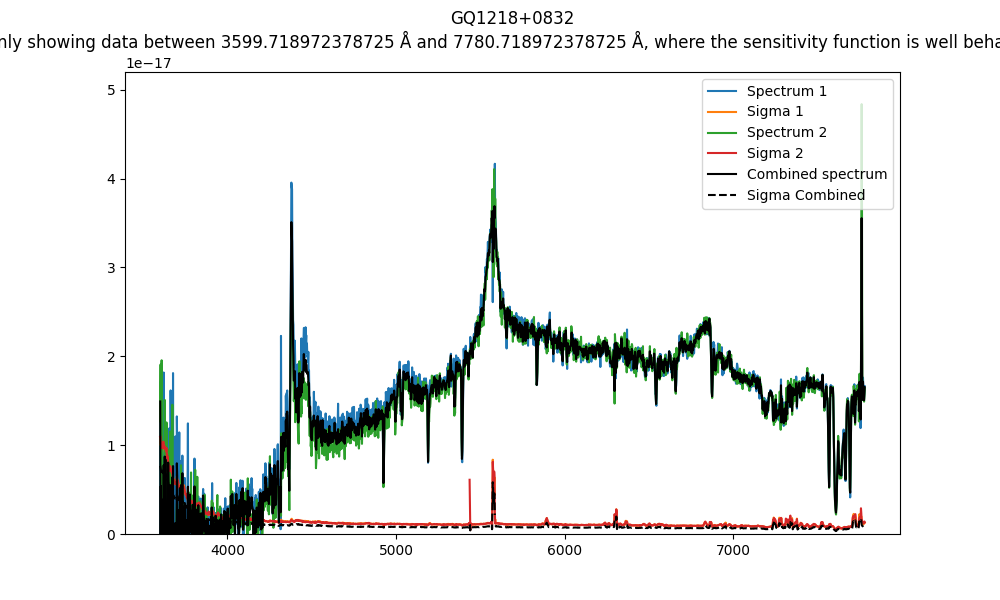 GQ1218+0832
nly showing data between 3599.718972378725 Å and 7780.718972378725 Å, where the sensitivity function is well beha
1e−17
5
4
3
2
1
0
4000
5000
6000
7000
Spectrum 1
Sigma 1
Spectrum 2
Sigma 2
Combined spectrum
Sigma Combined